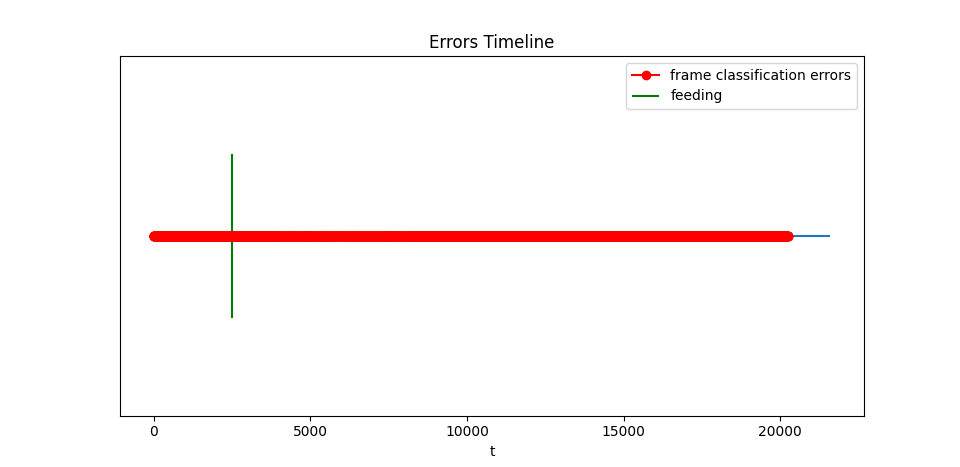 Errors Timeline
frame classification errors
feeding
0 5000 10000 15000 20000
t